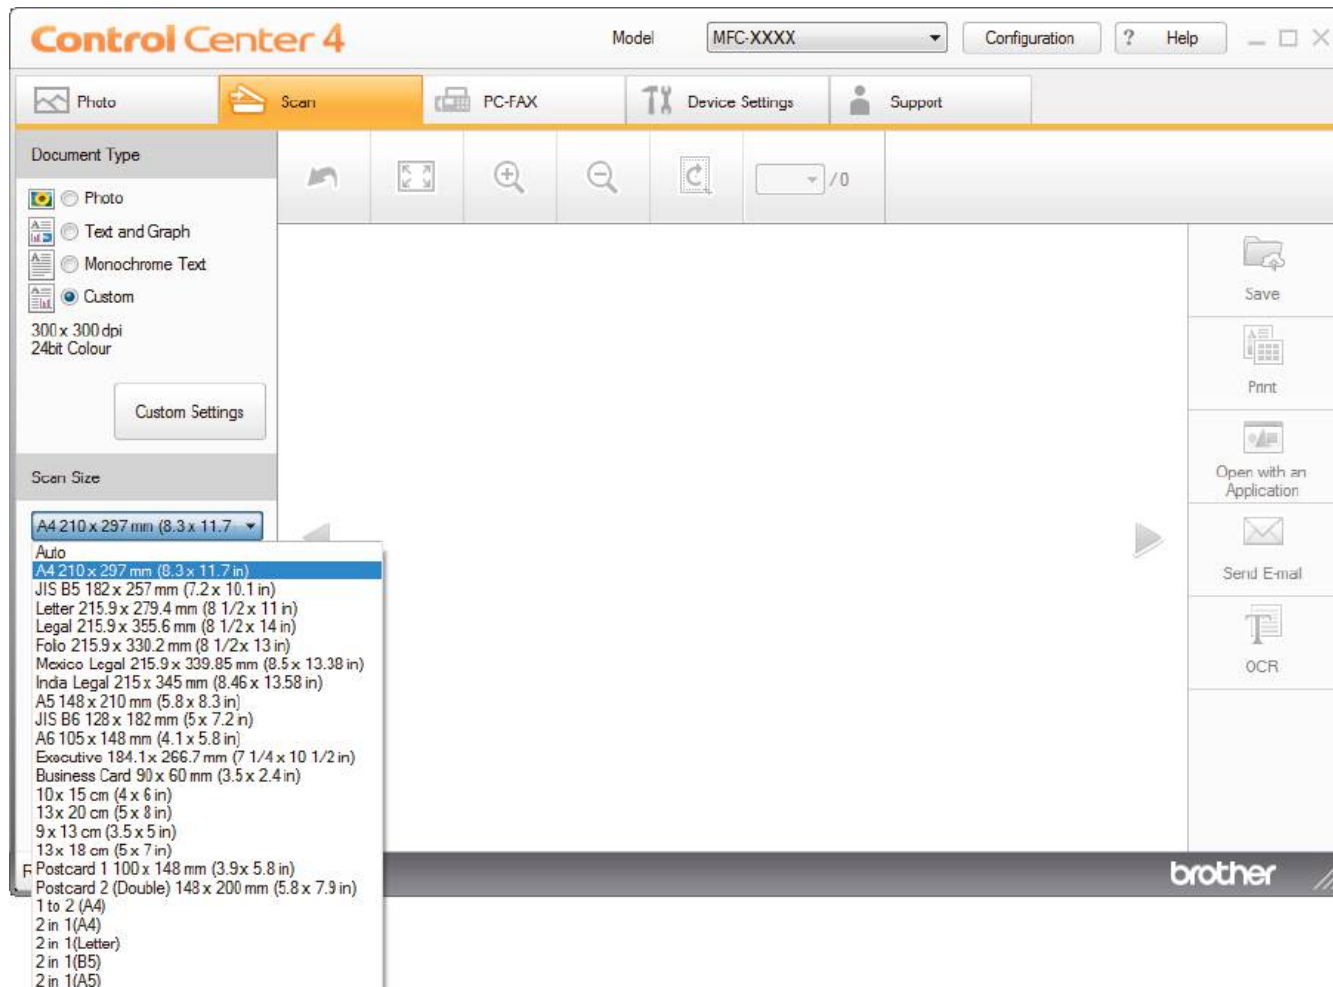 Control Center 4
Model
MFC-XXXX
Configuration
? Help
Photo
Scan
PC-FAX
Device Settings
Support
Document Type
Photo
Text and Graph
Monochrome Text
Custom
300 x 300 dpi
24bit Colour
Custom Settings
Scan Size
A4 210 x 297 mm (8.3 x 11.7
Auto
A4 210 x 297 mm (8.3 x 11.7 in)
JIS B5 182 x 257 mm (7.2 x 10.1 in)
Letter 215.9 x 279.4 mm (8 1/2 x 11 in)
Legal 215.9 x 355.6 mm (8 1/2 x 14 in)
Folio 215.9 x 330.2 mm (8 1/2x 13 in)
Mexico Legal 215.9 x 339.85 mm (8.5 x 13.38 in)
India Legal 215 x 345 mm (8.46 x 13.58 in)
A5 148 x 210 mm (5.8 x 8.3 in)
JIS B6 128 x 182 mm (5 x 7.2 in)
A6 105 x 148 mm (4.1 x 5.8 in)
Executive 184.1 x 266.7 mm (7 1/4 x 10 1/2 in)
Business Card 90 x 60 mm (3.5 x 2.4 in)
10 x 15 cm (4 x 6 in)
13 x 20 cm (5 x 8 in)
9 x 13 cm (3.5 x 5 in)
13 x 18 cm (5 x 7 in)
Postcard 1 100 x 148 mm (3.9 x 5.8 in)
Postcard 2 (Double) 148 x 200 mm (5.8 x 7.9 in)
1 to 2 (A4)
2 in 1(A4)
2 in 1(Letter)
2 in 1(B5)
2 in 1(A5)
/ 0
Save
Print
Open with an
Application
Send E-mail
OCR
brother